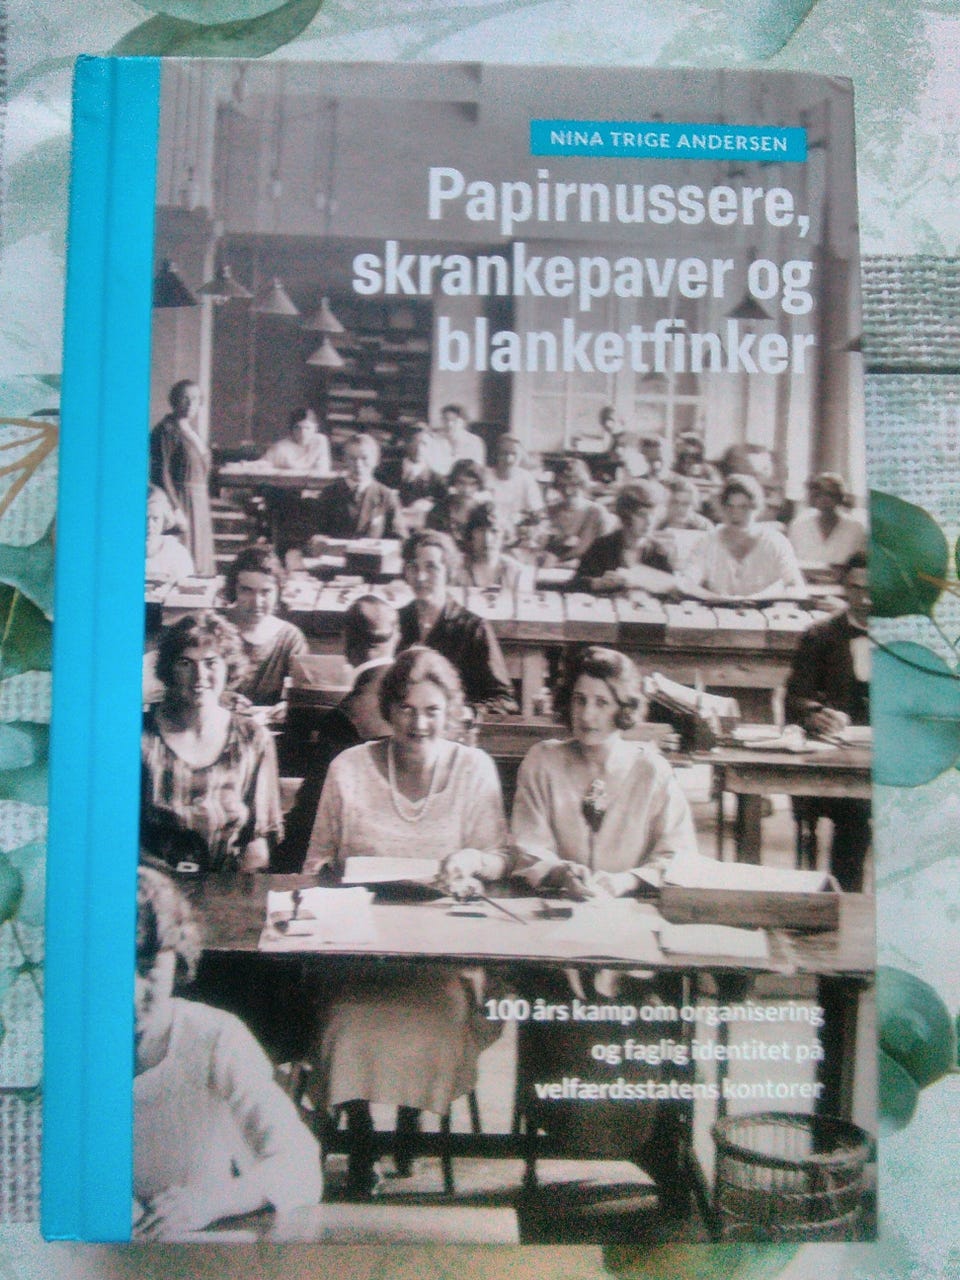 NINA TRIGE ANDERSEN
Papirnussere,
skrankepaver og
blanketfinker
100 års kamp om organisering
og faglig identitet på
velfærdsstatens kontorer